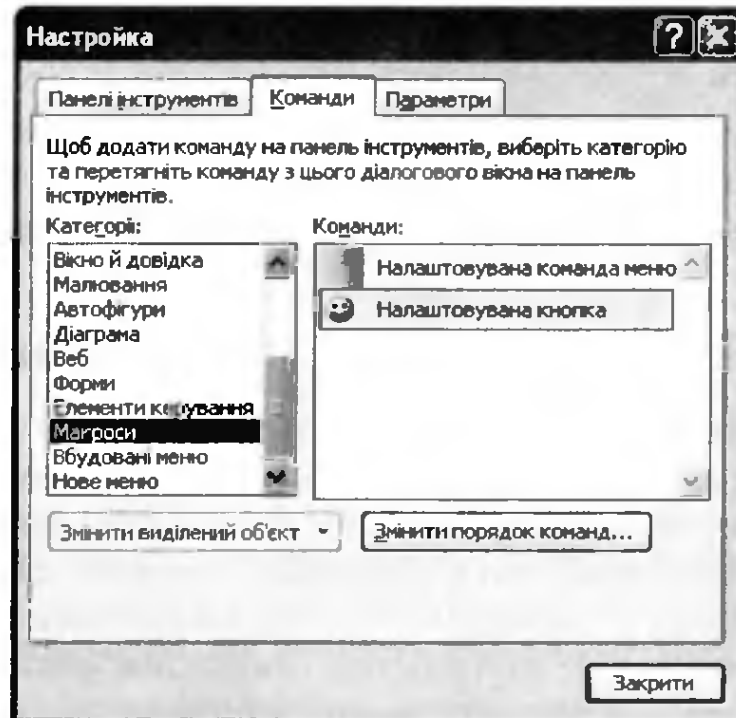 Настройка
Панелі інструментів Команди Параметри
Щоб додати команду на панель інструментів, виберіть категорію
та перетягніть команду з цього діалогового вікна на панель
інструментів.
Категорії: Команди:
Вікно й довідка
Малювання
Автофігури
Діаграма
Веб
Форми
Елементи керування
Макроси
Вбудовані меню
Нове меню
Налаштовувана команда меню
Налаштовувана кнопка
Змінити виділений об'єкт Змінити порядок команд...
Закрити